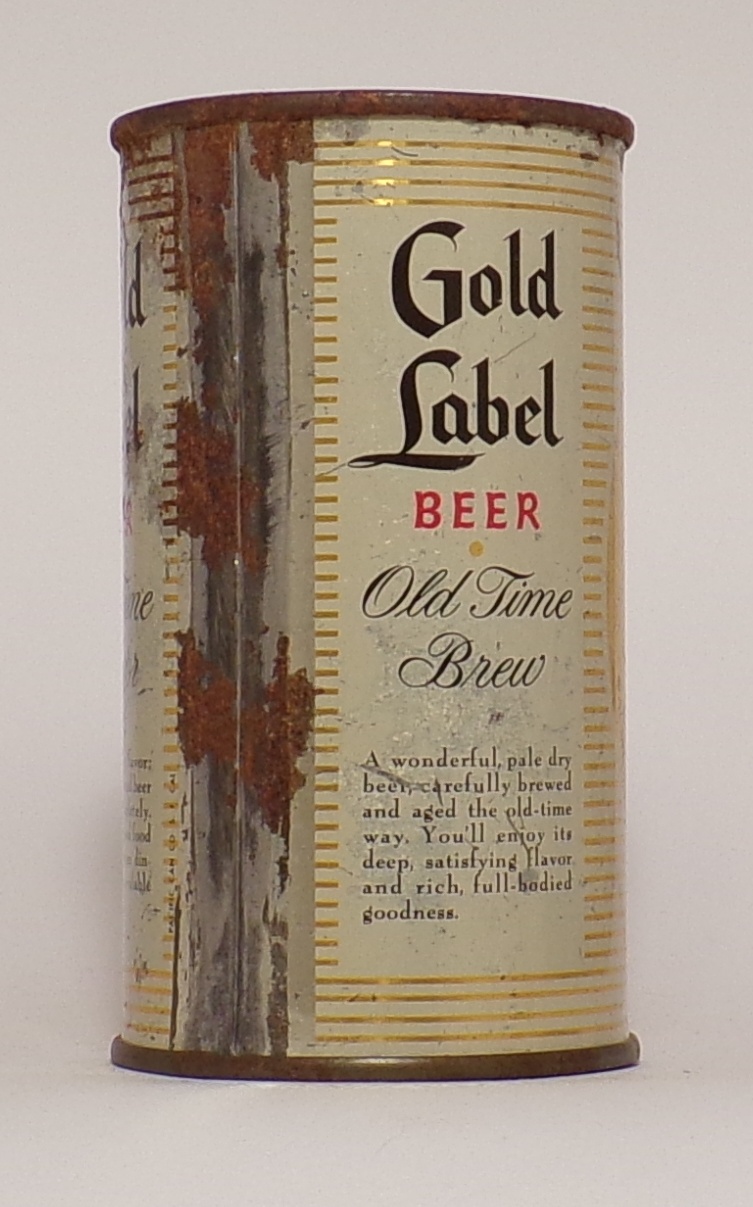 Gold
Label
BEER
Old Time
Brew
A wonderful, pale dry
beer, carefully brewed
and aged the old-time
way. You'll enjoy its
deep, satisfying flavor
and rich, full-bodied
goodness.